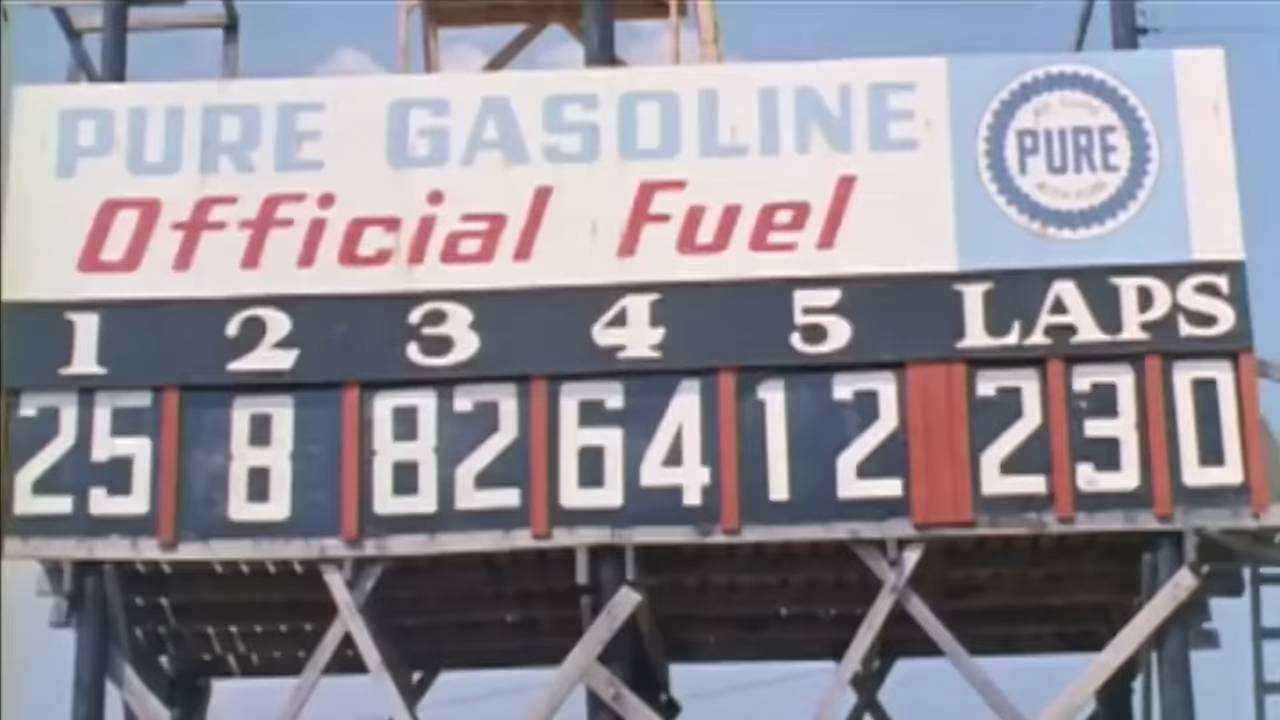 PURE GASOLINE
Official Fuel
PURE
1 2 3 4 5 LAPS
25 8 82 64 12 230